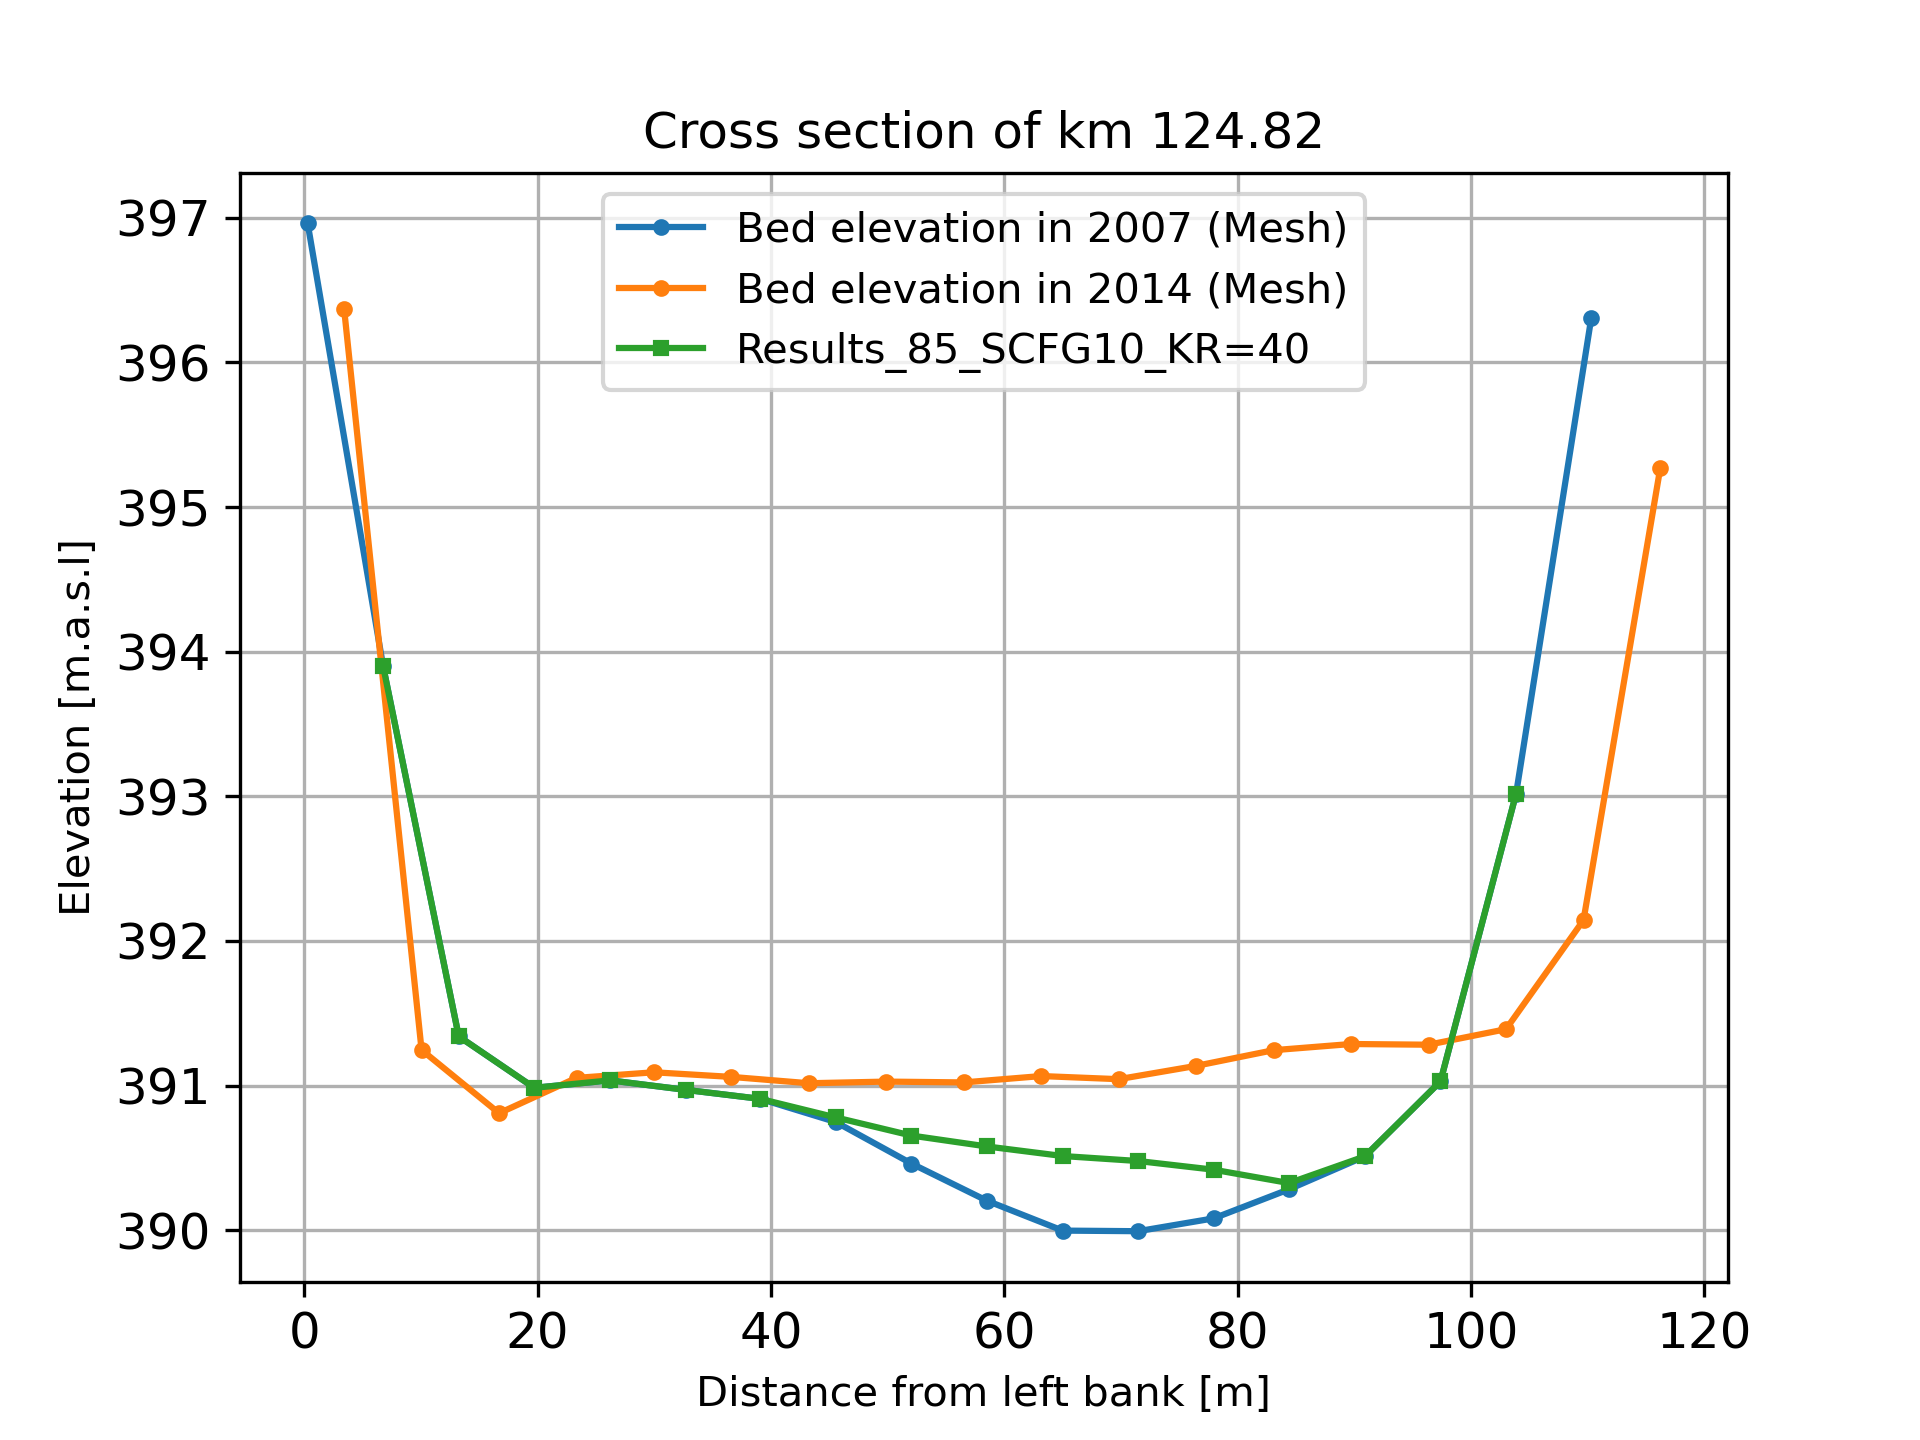 Cross section of km 124.82
Bed elevation in 2007 (Mesh)
Bed elevation in 2014 (Mesh)
Results_85_SCFG10_KR=40
397
396
395
394
393
392
391
390
Elevation [m.a.s.l]
0 20 40 60 80 100 120
Distance from left bank [m]